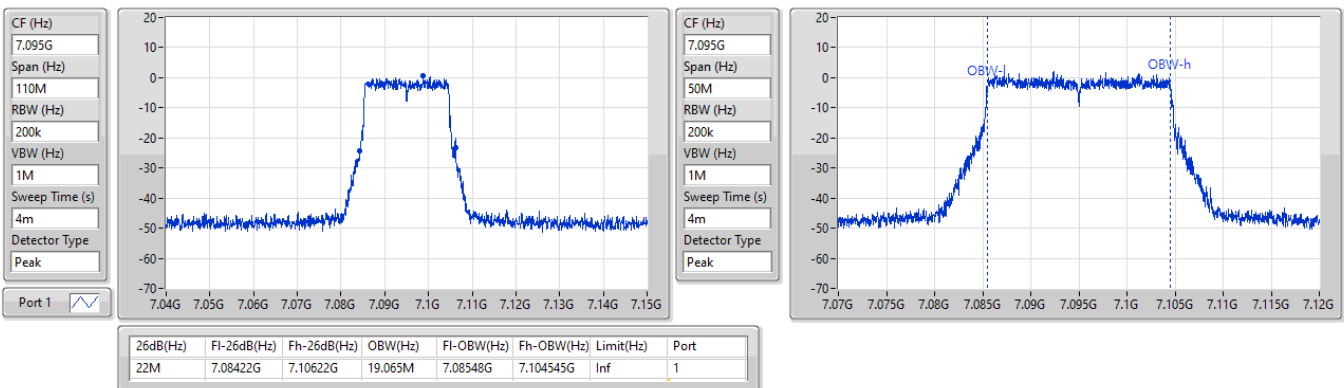 CF (Hz)
7.095G
Span (Hz)
110M
RBW (Hz)
200k
VBW (Hz)
1M
Sweep Time (s)
4m
Detector Type
Peak
Port 1
20
10
0
-10
-20
-30
-40
-50
-60
-70
7.04G 7.05G 7.06G 7.07G 7.08G 7.09G 7.1G 7.11G 7.12G 7.13G 7.14G 7.15G
CF (Hz)
7.095G
Span (Hz)
50M
RBW (Hz)
200k
VBW (Hz)
1M
Sweep Time (s)
4m
Detector Type
Peak
20
10
0
-10
-20
-30
-40
-50
-60
-70
OBW-l
OBW-h
7.07G 7.075G 7.08G 7.085G 7.09G 7.095G 7.1G 7.105G 7.11G 7.115G 7.12G
26dB(Hz) Fl-26dB(Hz) Fh-26dB(Hz) OBW(Hz) Fl-OBW(Hz) Fh-OBW(Hz) Limit(Hz) Port
22M 7.08422G 7.10622G 19.065M 7.08548G 7.104545G Inf 1